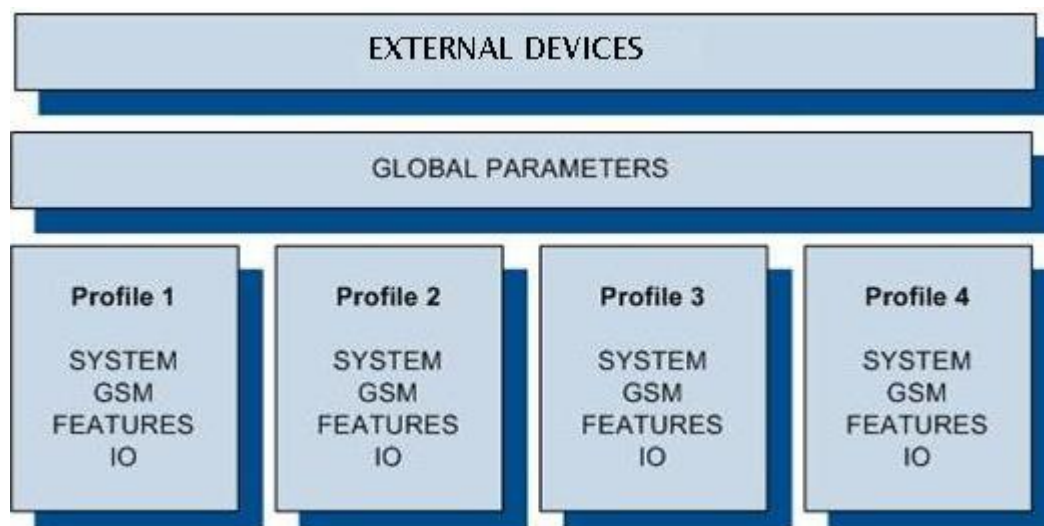 EXTERNAL DEVICES
GLOBAL PARAMETERS
Profile 1
SYSTEM
GSM
FEATURES
IO
Profile 2
SYSTEM
GSM
FEATURES
IO
Profile 3
SYSTEM
GSM
FEATURES
IO
Profile 4
SYSTEM
GSM
FEATURES
IO